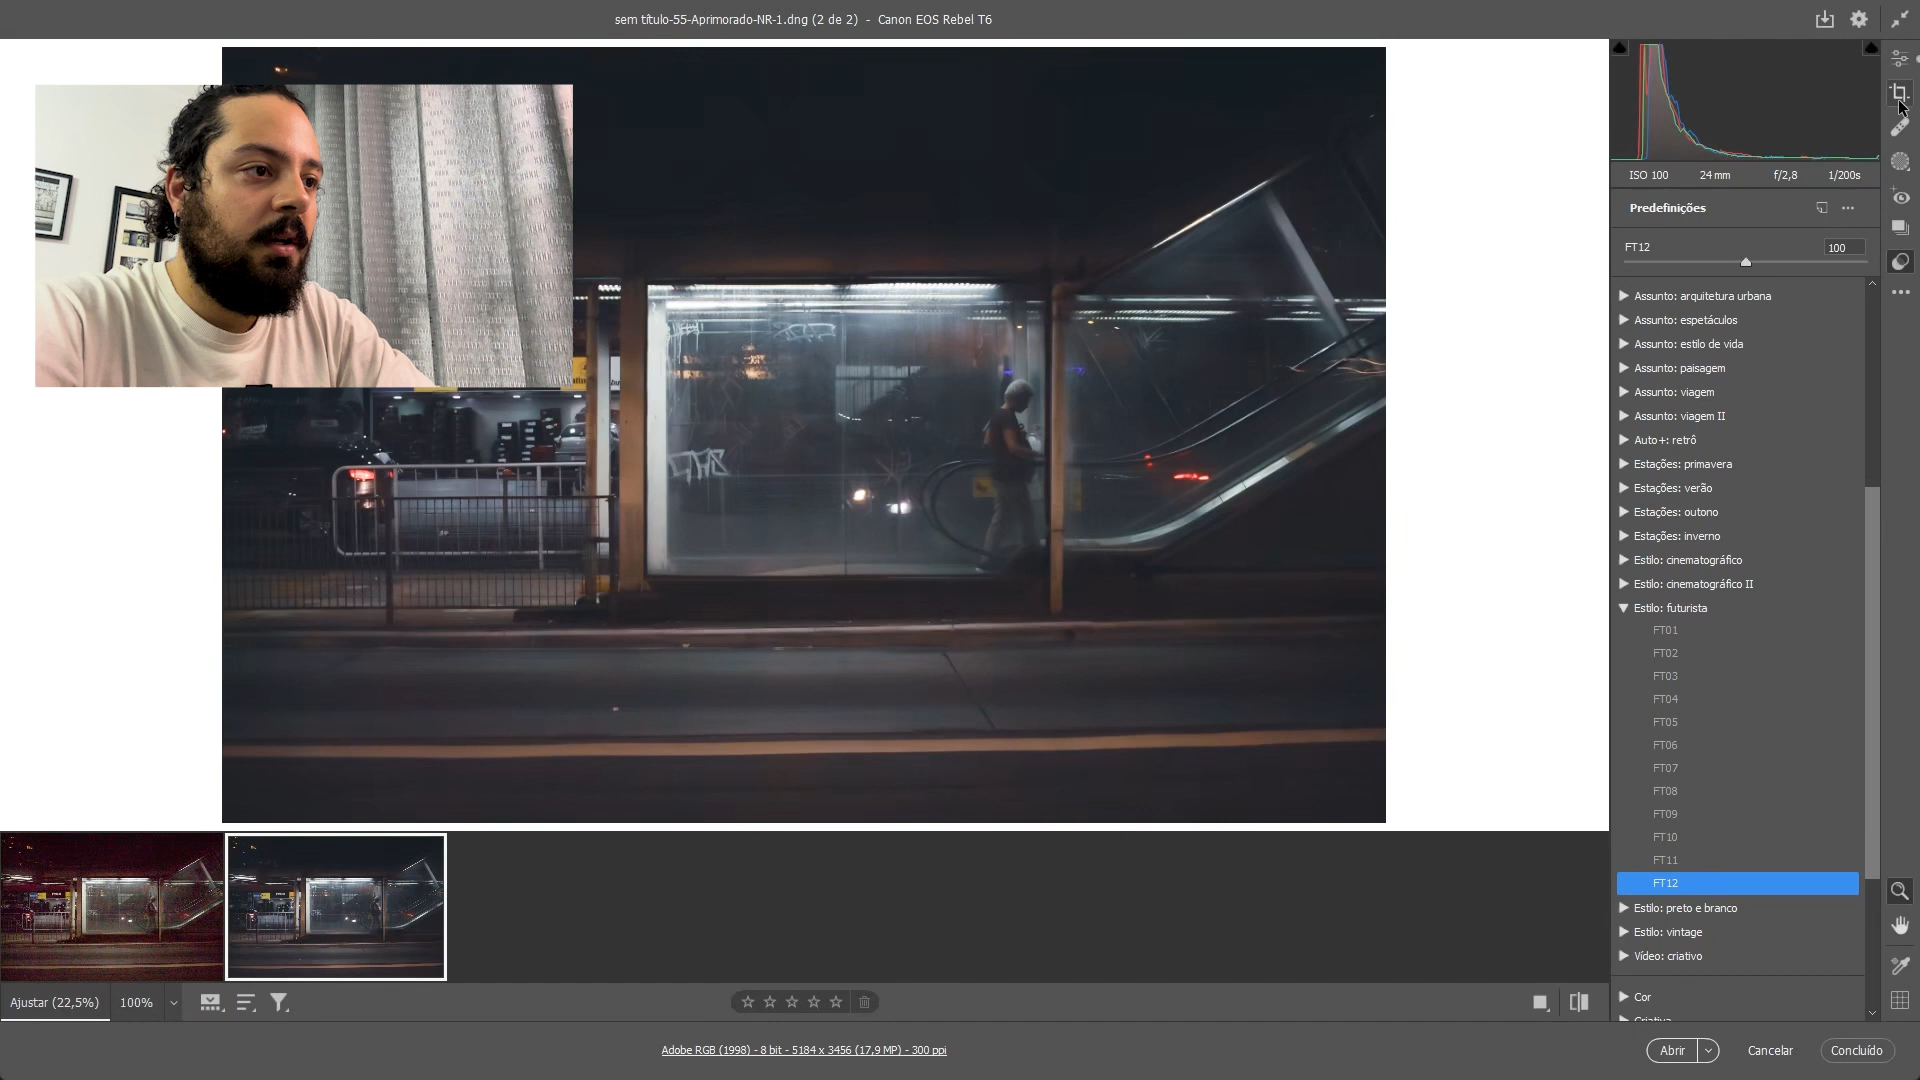 sem título-55-Aprimorado-NR-1.dng (2 de 2) - Canon EOS Rebel T6
ISO 100 24 mm f/2,8 1/200s
Predefinições
FT12 100
Assunto: arquitetura urbana
Assunto: espetáculos
Assunto: estilo de vida
Assunto: paisagem
Assunto: viagem
Assunto: viagem II
Auto+: retrô
Estações: primavera
Estações: verão
Estações: outono
Estações: inverno
Estilo: cinematográfico
Estilo: cinematográfico II
Estilo: futurista
FT01
FT02
FT03
FT04
FT05
FT06
FT07
FT08
FT09
FT10
FT11
FT12
Estilo: preto e branco
Estilo: vintage
Vídeo: criativo
Cor
Criativa
Ajustar (22,5%) 100%
Adobe RGB (1998) - 8 bit - 5184 x 3456 (17,9 MP) - 300 ppi
Abrir Cancelar Concluído